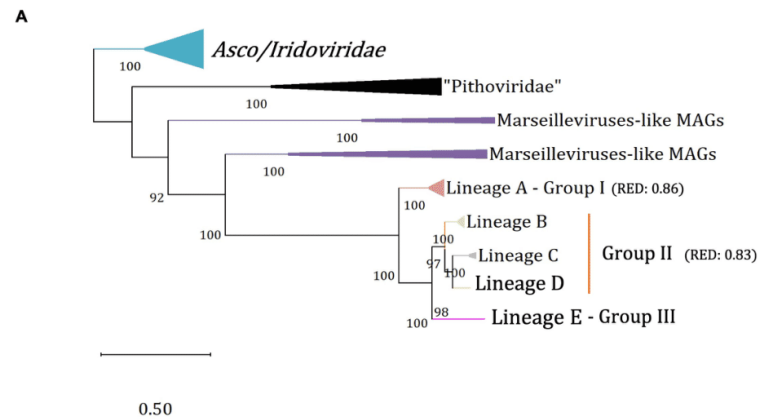 A
Asco/Iridoviridae
100
"Pithoviridae"
100
Marseilleviruses-like MAGs
100
Marseilleviruses-like MAGs
100
92
Lineage A - Group I (RED: 0.86)
100
Lineage B
100
100
Lineage C
Group II (RED: 0.83)
97
100
100
Lineage D
98
Lineage E - Group III
100
0.50